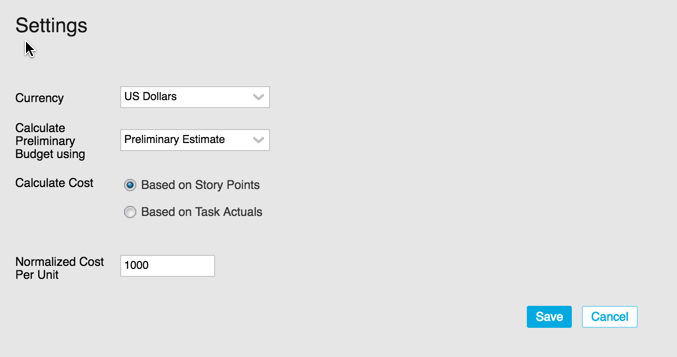 Settings
Currency
US Dollars
Calculate
Preliminary
Budget using
Preliminary Estimate
Calculate Cost
Based on Story Points
Based on Task Actuals
Normalized Cost
Per Unit
1000
Save
Cancel